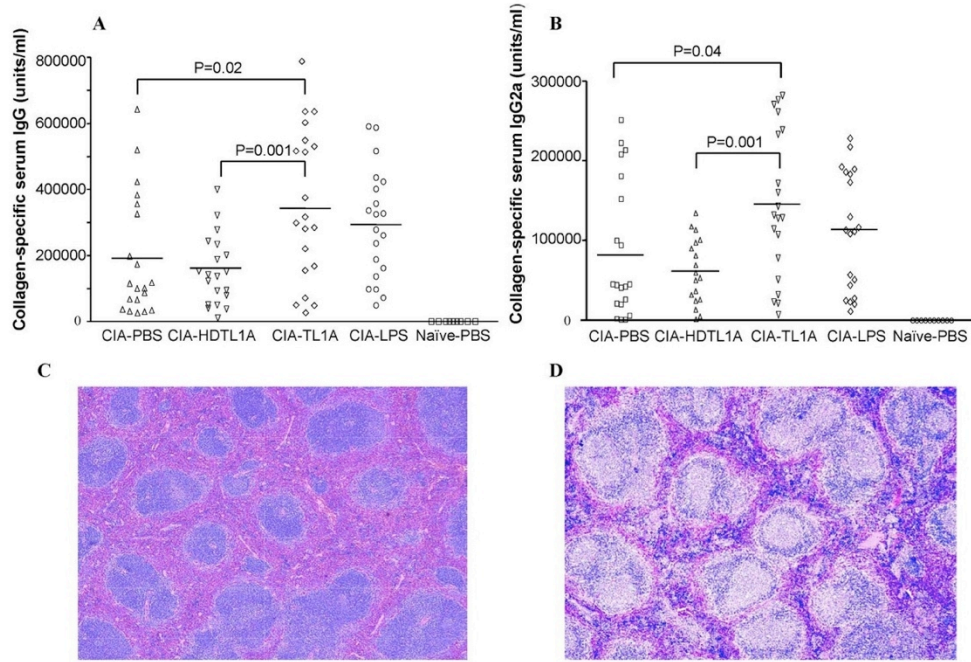 A
Collagen-specific serum IgG (units/ml)
800000
600000
400000
200000
0
P=0.02
P=0.001
CIA-PBS CIA-HDTL1A CIA-TL1A CIA-LPS Naïve-PBS
B
Collagen-specific serum IgG2a (units/ml)
300000
200000
100000
0
P=0.04
P=0.001
CIA-PBS CIA-HDTL1A CIA-TL1A CIA-LPS Naïve-PBS
C
D